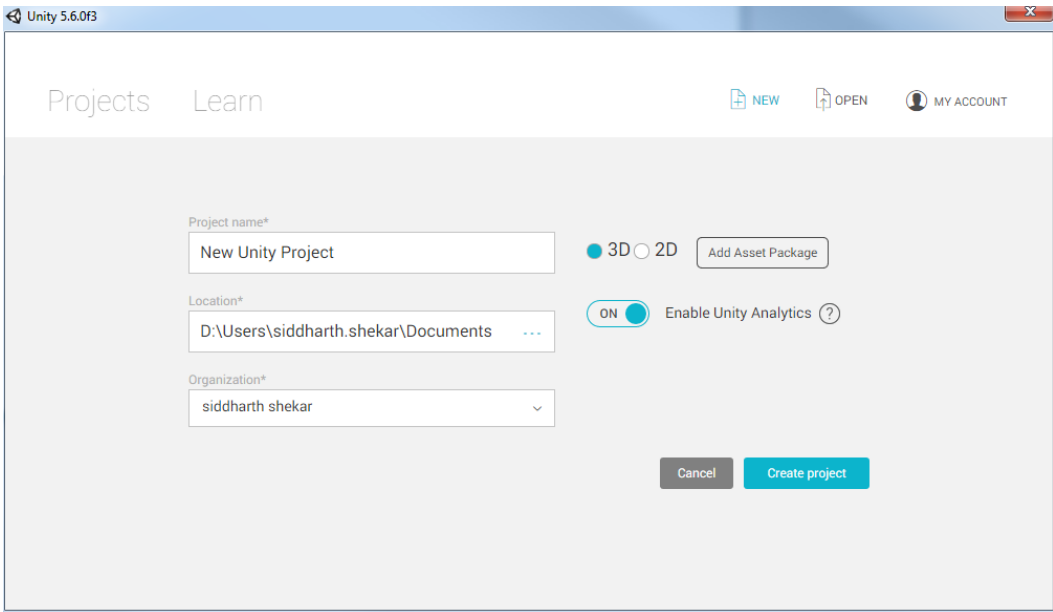 Unity 5.6.0f3
Projects Learn NEW OPEN MY ACCOUNT
Project name*
New Unity Project
3D 2D Add Asset Package
Location*
D:\Users\siddharth.shekar\Documents ...
ON Enable Unity Analytics ?
Organization*
siddharth shekar
Cancel Create project